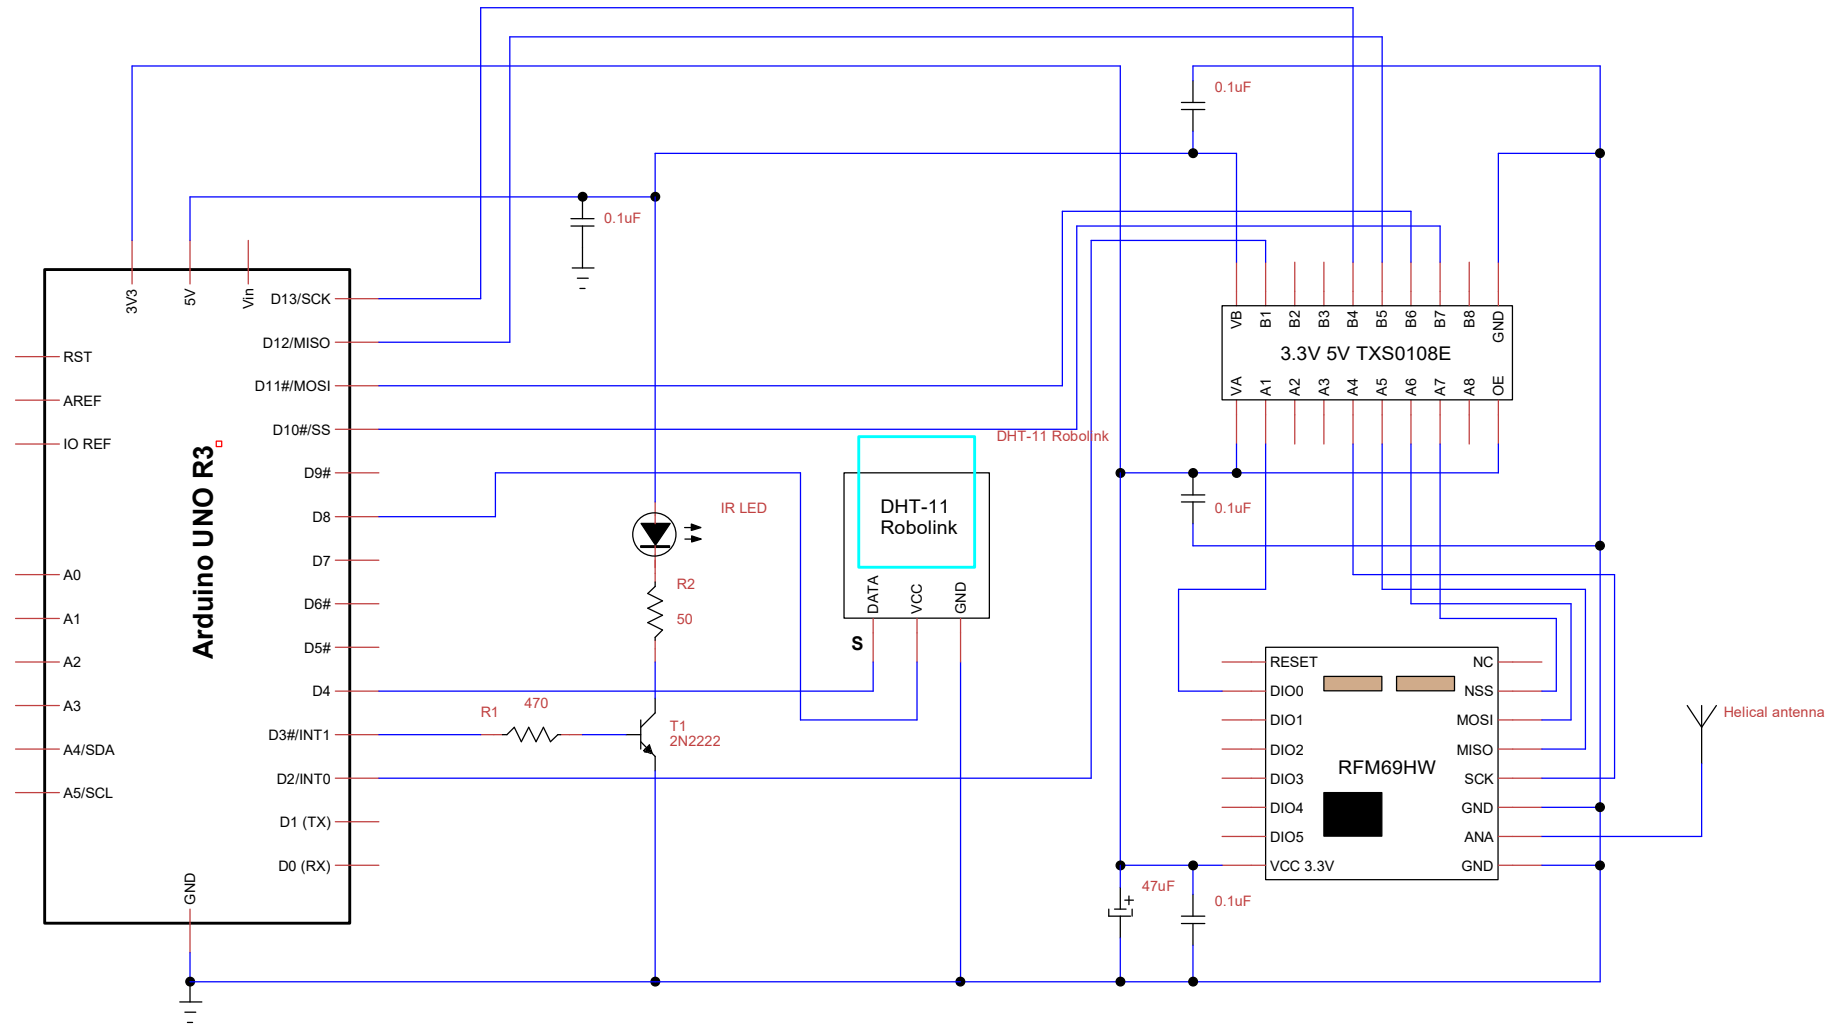 0.1uF
0.1uF
3V3
5V
Vin
D13/SCK
D12/MISO
D11#/MOSI
D10#/SS
D9#
D8
D7
D6#
D5#
D4
D3#/INT1
D2/INT0
D1 (TX)
D0 (RX)
RST
AREF
IO REF
A0
A1
A2
A3
A4/SDA
A5/SCL
GND
Arduino UNO R3
IR LED
R2
50
R1
470
T1
2N2222
DHT-11 Robolink
DHT-11
Robolink
DATA
VCC
GND
S
VB
B1
B2
B3
B4
B5
B6
B7
B8
GND
3.3V 5V TXS0108E
VA
A1
A2
A3
A4
A5
A6
A7
A8
OE
0.1uF
RESET
DIO0
DIO1
DIO2
DIO3
DIO4
DIO5
VCC 3.3V
NC
NSS
MOSI
MISO
SCK
GND
ANA
GND
RFM69HW
Helical antenna
47uF
+
0.1uF